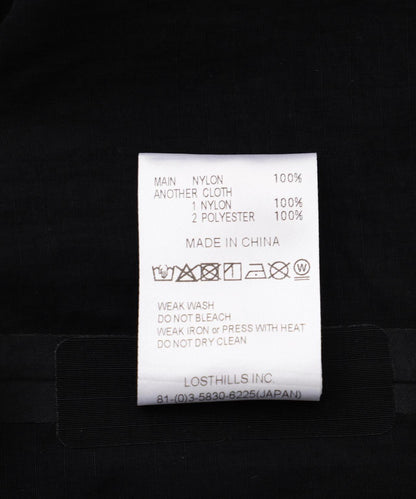 MAIN NYLON 100%
ANOTHER CLOTH
1 NYLON 100%
2 POLYESTER 100%
MADE IN CHINA
W
WEAK WASH
DO NOT BLEACH
WEAK IRON or PRESS WITH HEAT
DO NOT DRY CLEAN
LOSTHILLS INC.
81-(0)3-5830-6225(JAPAN)